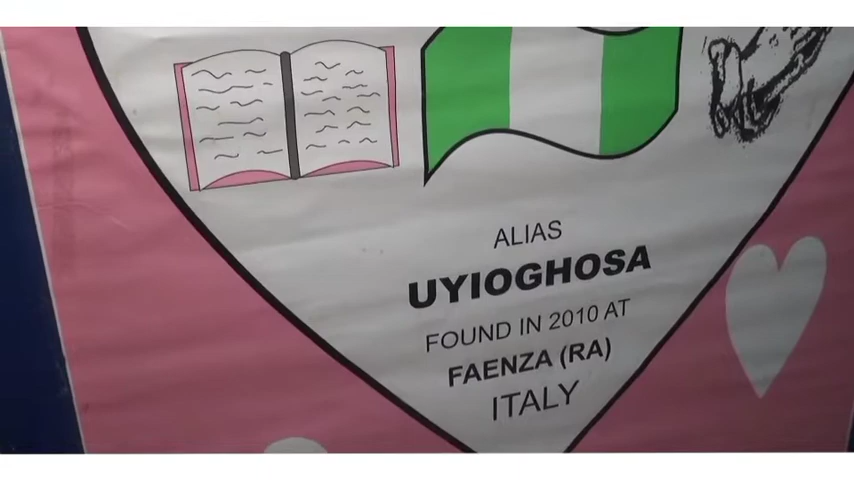 ALIAS
UYIOGHOSA
FOUND IN 2010 AT
FAENZA (RA)
ITALY